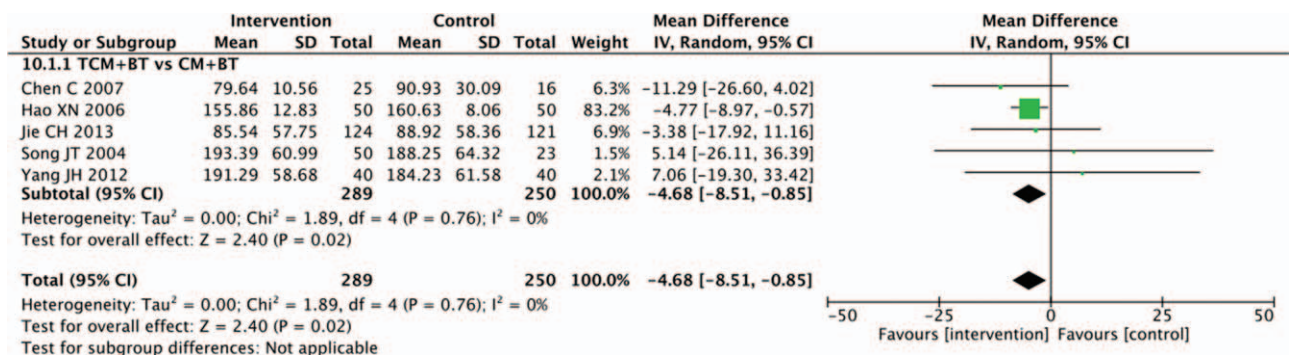 Intervention Control Mean Difference Mean Difference
Study or Subgroup Mean SD Total Mean SD Total Weight IV, Random, 95% CI IV, Random, 95% CI
10.1.1 TCM+BT vs CM+BT
Chen C 2007 79.64 10.56 25 90.93 30.09 16 6.3% -11.29 [-26.60, 4.02]
Hao XN 2006 155.86 12.83 50 160.63 8.06 50 83.2% -4.77 [-8.97, -0.57]
Jie CH 2013 85.54 57.75 124 88.92 58.36 121 6.9% -3.38 [-17.92, 11.16]
Song JT 2004 193.39 60.99 50 188.25 64.32 23 1.5% 5.14 [-26.11, 36.39]
Yang JH 2012 191.29 58.68 40 184.23 61.58 40 2.1% 7.06 [-19.30, 33.42]
Subtotal (95% CI) 289 250 100.0% -4.68 [-8.51, -0.85]
Heterogeneity: Tau² = 0.00; Chi² = 1.89, df = 4 (P = 0.76); I² = 0%
Test for overall effect: Z = 2.40 (P = 0.02)
Total (95% CI) 289 250 100.0% -4.68 [-8.51, -0.85]
Heterogeneity: Tau² = 0.00; Chi² = 1.89, df = 4 (P = 0.76); I² = 0%
Test for overall effect: Z = 2.40 (P = 0.02)
Test for subgroup differences: Not applicable
-50 -25 0 25 50
Favours [intervention] Favours [control]